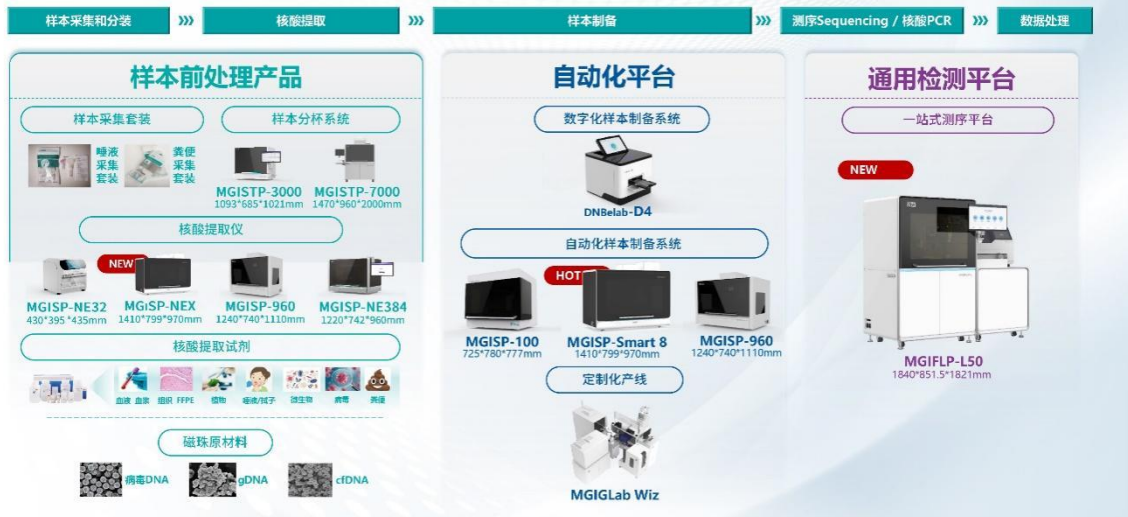 样本采集和分装
核酸提取
样本制备
测序Sequencing / 核酸PCR
数据处理
样本前处理产品
样本采集套装
样本分杯系统
唾液
采集
套装
粪便
采集
套装
MGISTP-3000
1093*685*1021mm
MGISTP-7000
1470*960*2000mm
核酸提取仪
NEW
MGISP-NE32
430*395 *435mm
MGISP-NEX
1410*799*970mm
MGISP-960
1240*740*1110mm
MGISP-NE384
1220*742*960mm
核酸提取试剂
血液 血浆
组织 FFPE
植物
唾液/拭子
微生物
病毒
粪便
磁珠原材料
病毒DNA
gDNA
cfDNA
自动化平台
数字化样本制备系统
DNBelab-D4
自动化样本制备系统
HOT
MGISP-100
725*780*777mm
MGISP-Smart 8
1410*799*970mm
MGISP-960
1240*740*1110mm
定制化产线
MGIGLab Wiz
通用检测平台
一站式测序平台
NEW
MGIFLP-L50
1840*851.5*1821mm